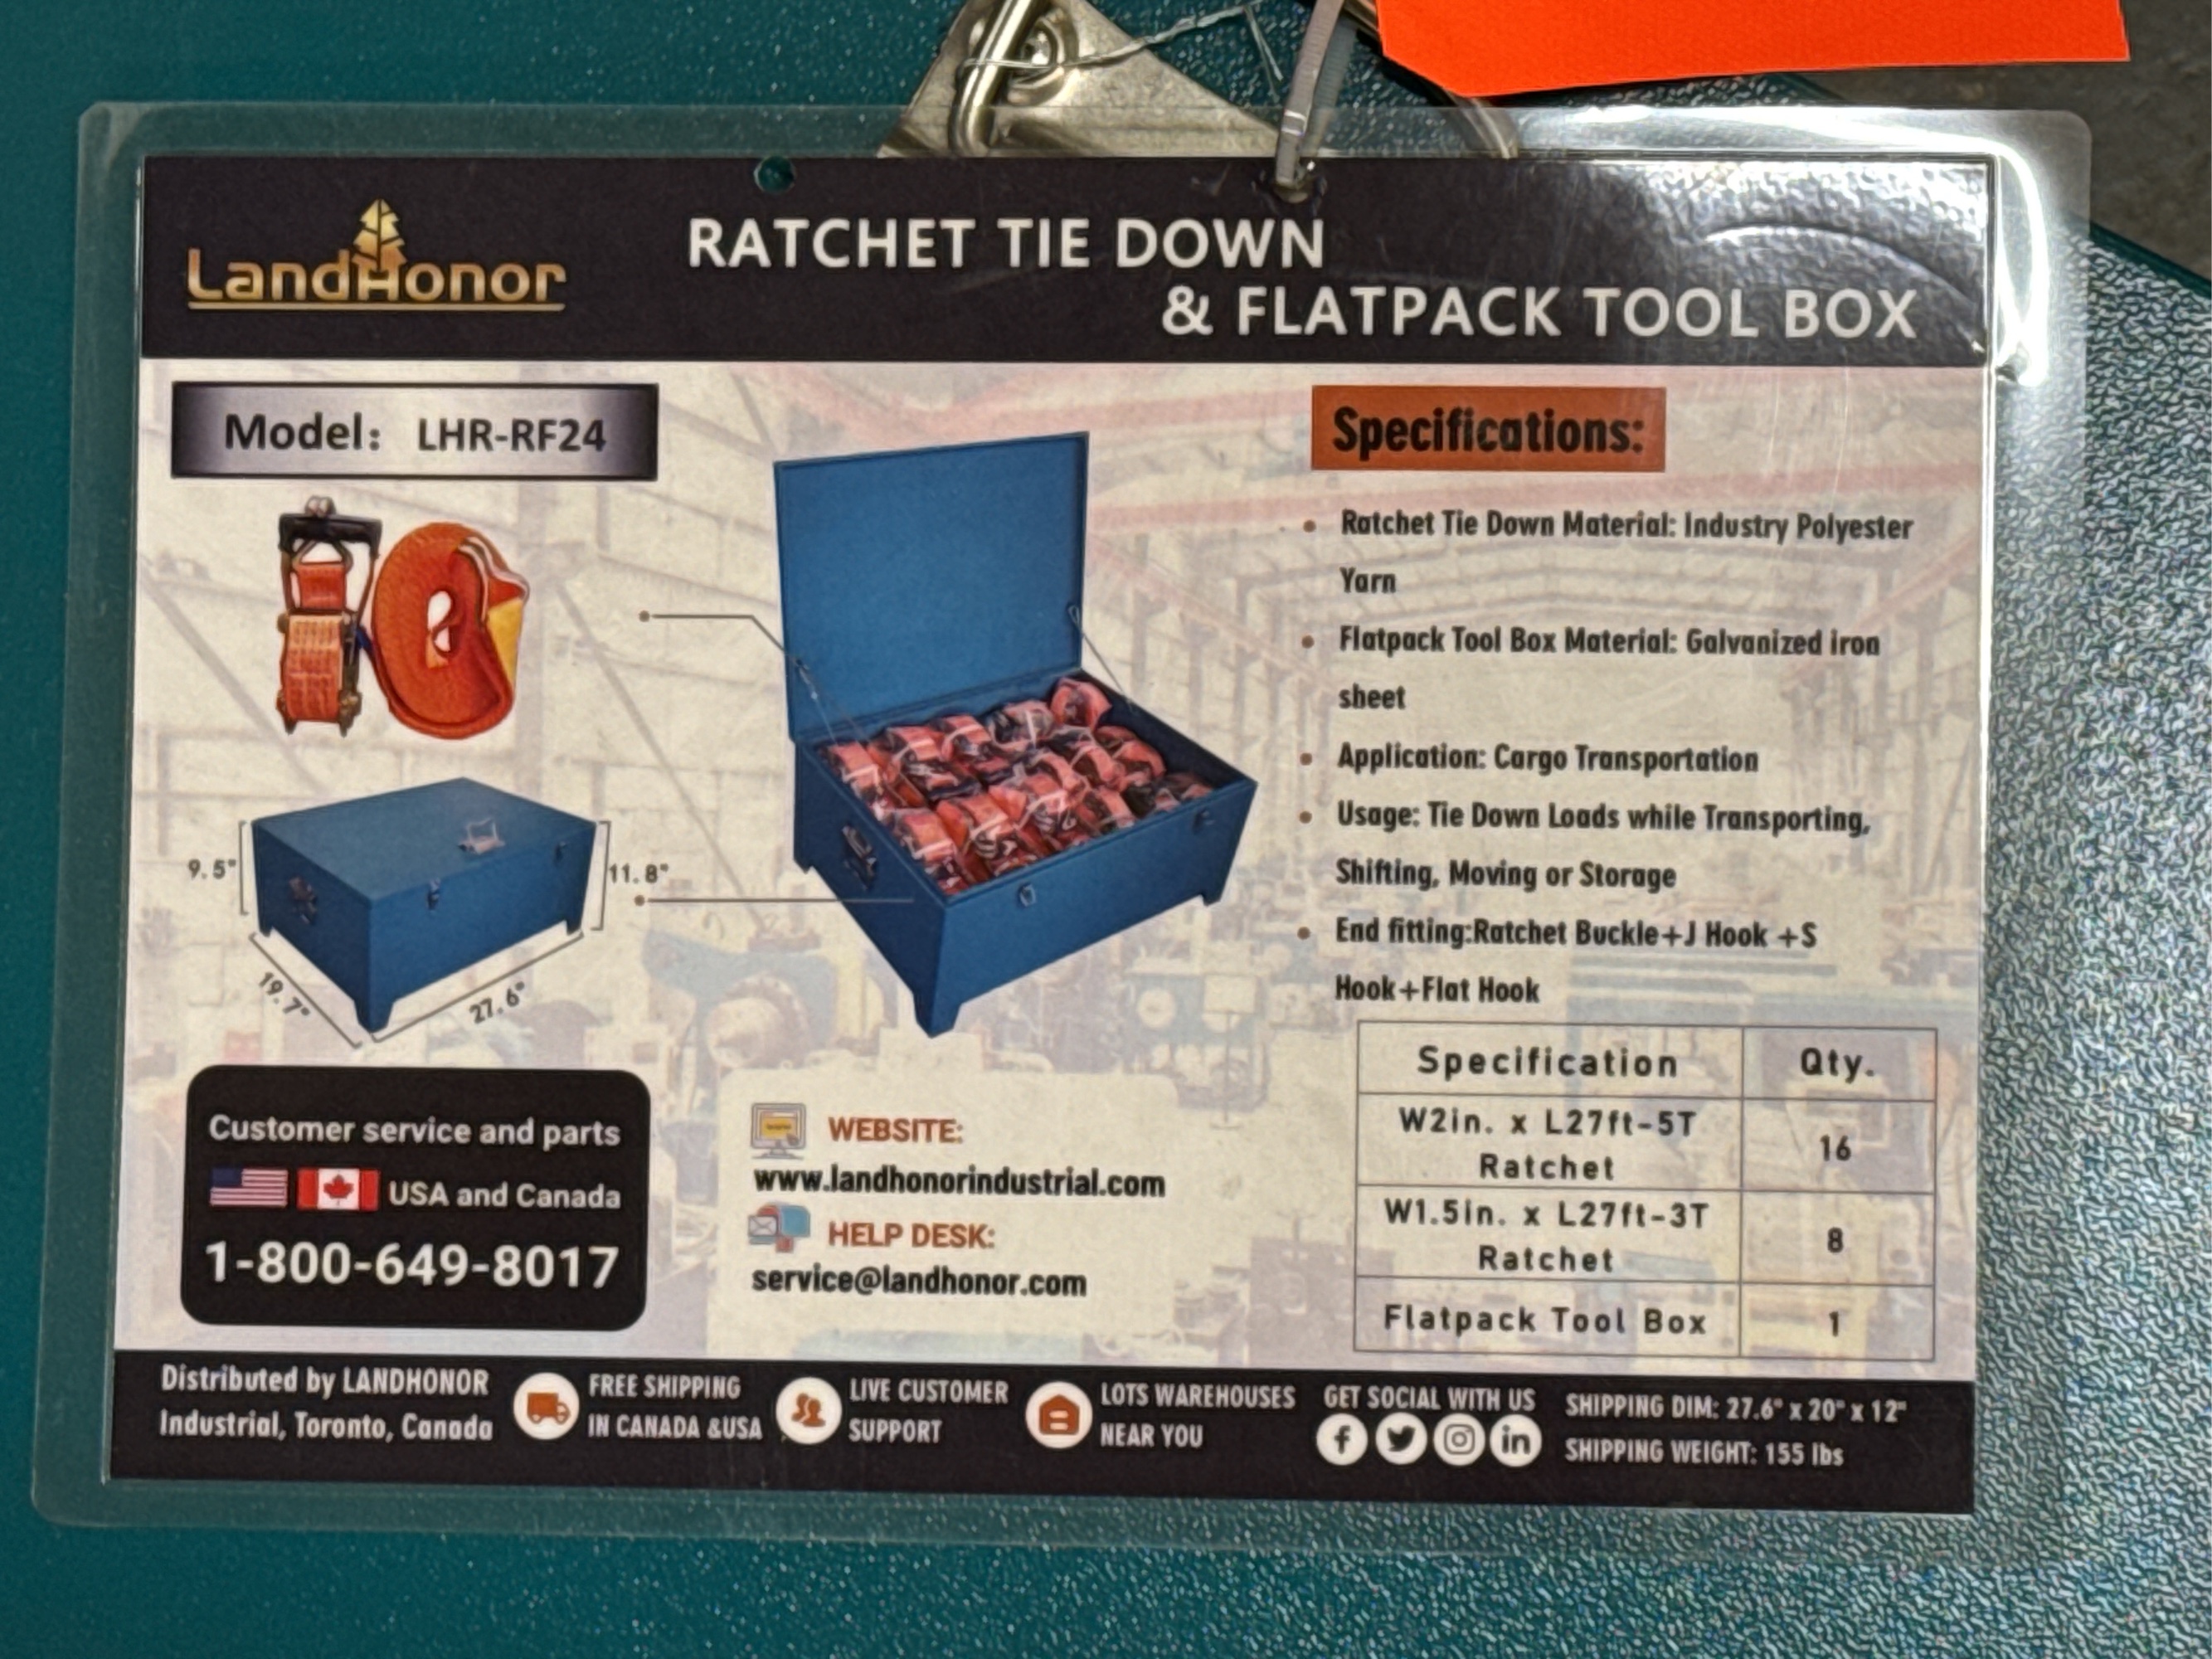 LandHonor
RATCHET TIE DOWN
& FLATPACK TOOL BOX
Model: LHR-RF24
9.5"
11.8"
19.7"
27.6"
Specifications:
• Ratchet Tie Down Material: Industry Polyester
Yarn
• Flatpack Tool Box Material: Galvanized iron
sheet
• Application: Cargo Transportation
• Usage: Tie Down Loads while Transporting,
Shifting, Moving or Storage
• End fitting:Ratchet Buckle+J Hook +S
Hook+Flat Hook
Specification Qty.
W2in. x L27ft-5T
Ratchet
16
W1.5in. x L27ft-3T
Ratchet
8
Flatpack Tool Box 1
Customer service and parts
USA and Canada
1-800-649-8017
WEBSITE:
www.landhonorindustrial.com
HELP DESK:
service@landhonor.com
Distributed by LANDHONOR
Industrial, Toronto, Canada
FREE SHIPPING
IN CANADA &USA
LIVE CUSTOMER
SUPPORT
LOTS WAREHOUSES
NEAR YOU
GET SOCIAL WITH US
SHIPPING DIM: 27.6" x 20" x 12"
SHIPPING WEIGHT: 155 lbs